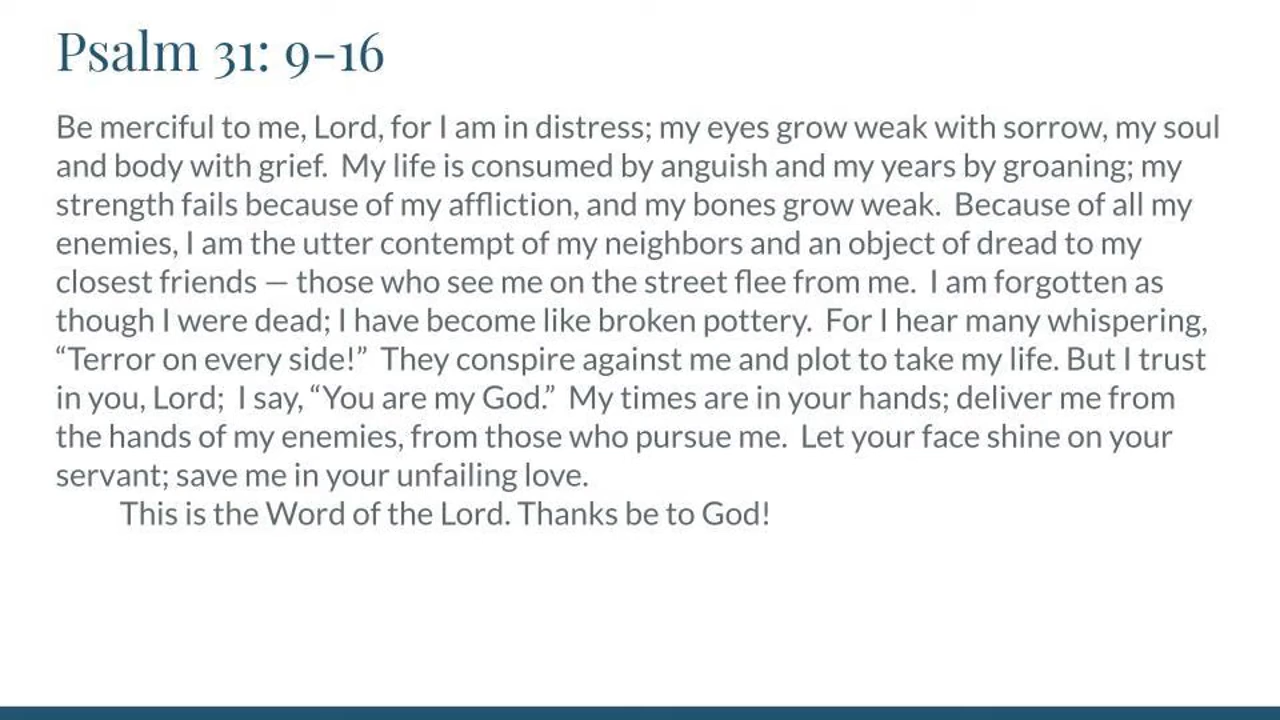 Psalm 31: 9-16
Be merciful to me, Lord, for I am in distress; my eyes grow weak with sorrow, my soul
and body with grief.  My life is consumed by anguish and my years by groaning; my
strength fails because of my affliction, and my bones grow weak.  Because of all my
enemies, I am the utter contempt of my neighbors and an object of dread to my
closest friends — those who see me on the street flee from me.  I am forgotten as
though I were dead; I have become like broken pottery.  For I hear many whispering,
“Terror on every side!”  They conspire against me and plot to take my life. But I trust
in you, Lord;  I say, “You are my God.”  My times are in your hands; deliver me from
the hands of my enemies, from those who pursue me.  Let your face shine on your
servant; save me in your unfailing love.
This is the Word of the Lord. Thanks be to God!